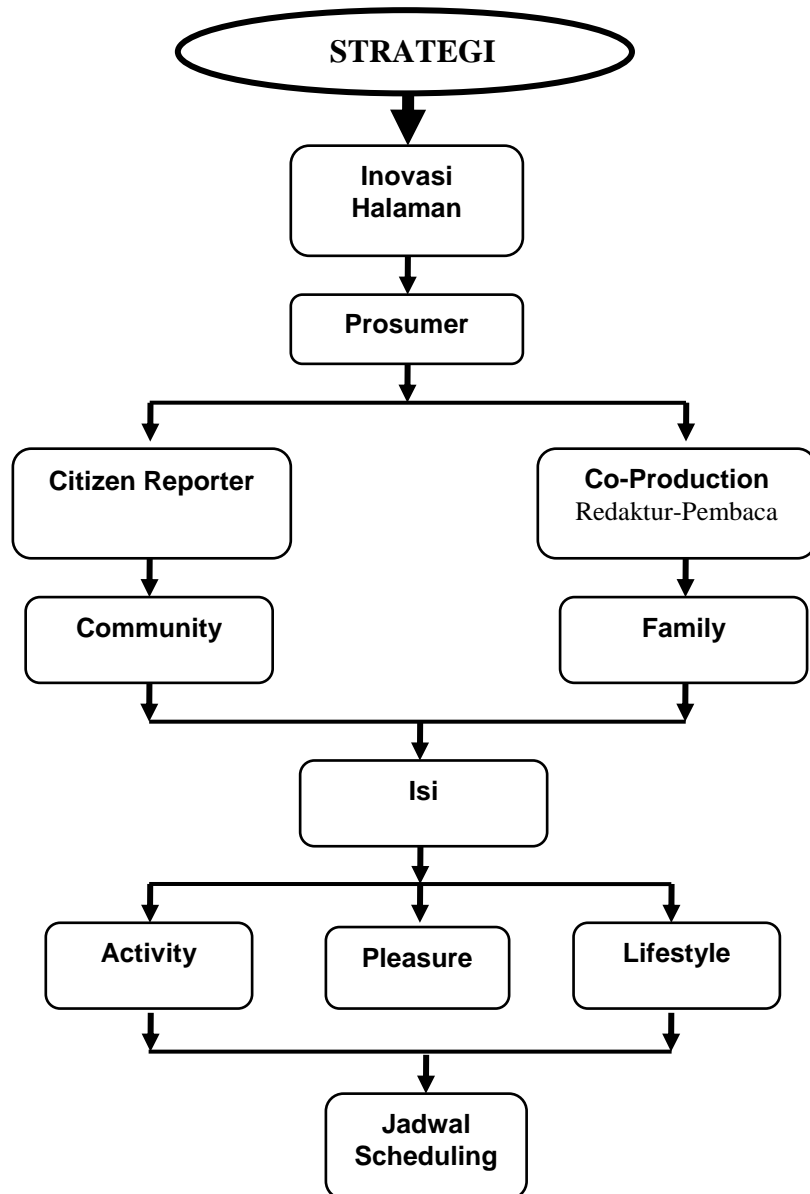 STRATEGI
Inovasi
Halaman
Prosumer
Citizen Reporter
Co-Production
Redaktur-Pembaca
Community
Family
Isi
Activity
Pleasure
Lifestyle
Jadwal
Scheduling